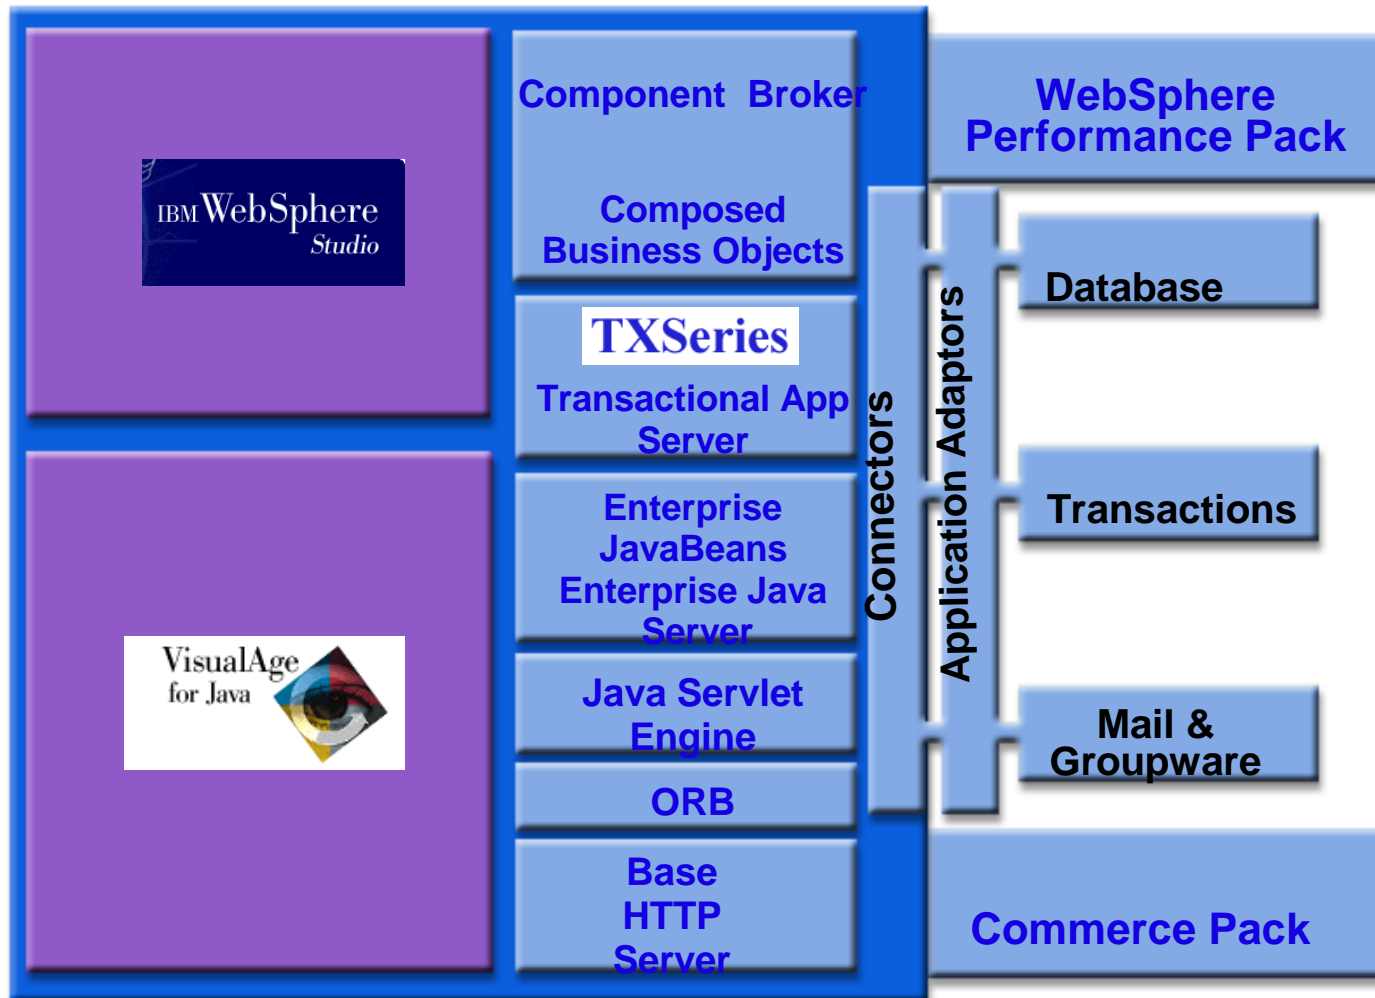 IBM WebSphere
Studio
VisualAge
for Java
Component Broker
Composed
Business Objects
TXSeries
Transactional App
Server
Enterprise
JavaBeans
Enterprise Java
Server
Java Servlet
Engine
ORB
Base
HTTP
Server
Connectors
Application Adaptors
WebSphere
Performance Pack
Database
Transactions
Mail &
Groupware
Commerce Pack